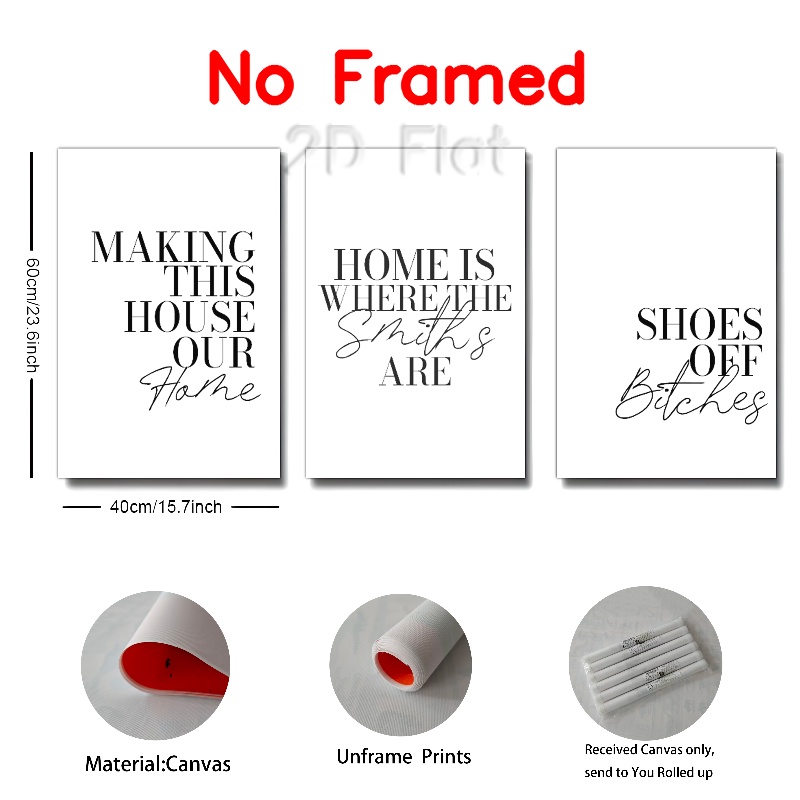 No Framed
2D Flat
60cm/23.6inch
MAKING
THIS
HOUSE
OUR
Home
HOME IS
WHERE THE
Smith's
ARE
SHOES
OFF
Bitches
40cm/15.7inch
Material:Canvas
Unframe Prints
Received Canvas only,
send to You Rolled up